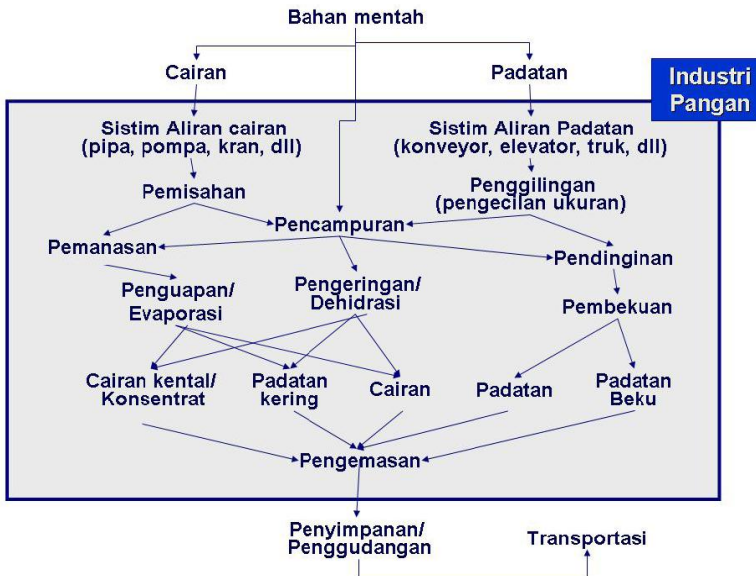 Bahan mentah
Cairan
Padatan
Industri
Pangan
Sistim Aliran cairan
(pipa, pompa, kran, dll)
Sistim Aliran Padatan
(konveyor, elevator, truk, dll)
Pemisahan
Penggilingan
(pengecilan ukuran)
Pencampuran
Pemanasan
Pendinginan
Penguapan/
Evaporasi
Pengeringan/
Dehidrasi
Pembekuan
Cairan kental/
Konsentrat
Padatan
kering
Cairan
Padatan
Padatan
Beku
Pengemasan
Penyimpanan/
Penggudangan
Transportasi